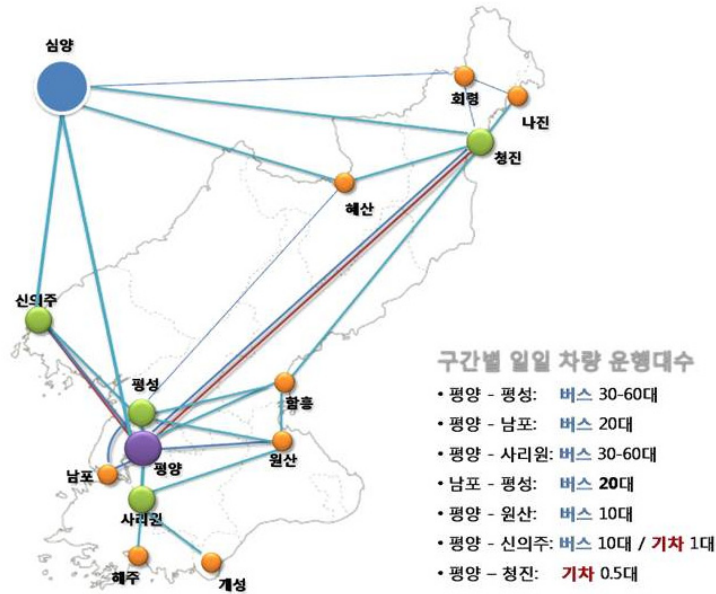 심양
회령
나진
청진
혜산
신의주
평성
함흥
평양
원산
남포
사리원
해주
개성
구간별 일일 차량 운행대수
• 평양 - 평성: 버스 30-60대
• 평양 - 남포: 버스 20대
• 평양 - 사리원: 버스 30-60대
• 남포 - 평성: 버스 20대
• 평양 - 원산: 버스 10대
• 평양 - 신의주: 버스 10대 / 기차 1대
• 평양 – 청진: 기차 0.5대